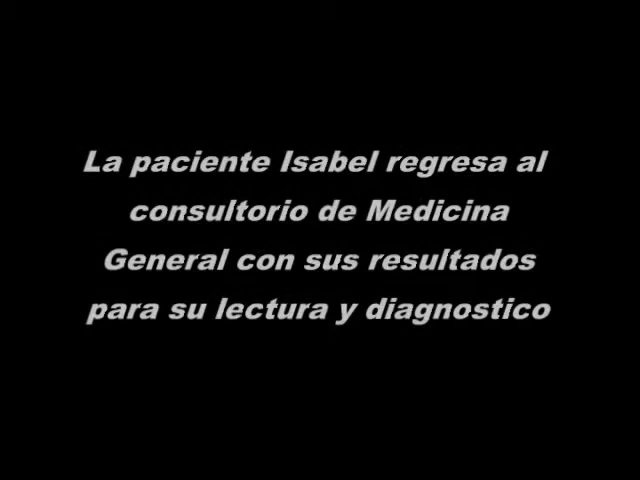 La paciente Isabel regresa al
consultorio de Medicina
General con sus resultados
para su lectura y diagnostico